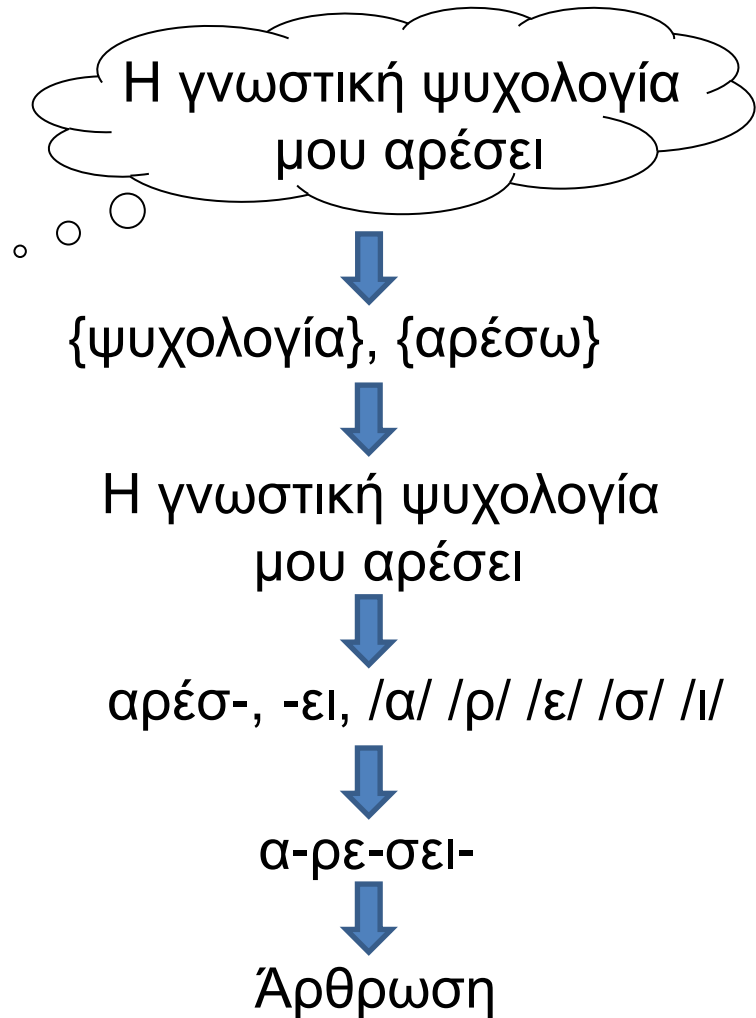 Η γνωστική ψυχολογία
μου αρέσει
{ψυχολογία}, {αρέσω}
Η γνωστική ψυχολογία
μου αρέσει
αρέσ-, -ει, /α/ /ρ/ /ε/ /σ/ /ι/
α-ρε-σει-
Άρθρωση